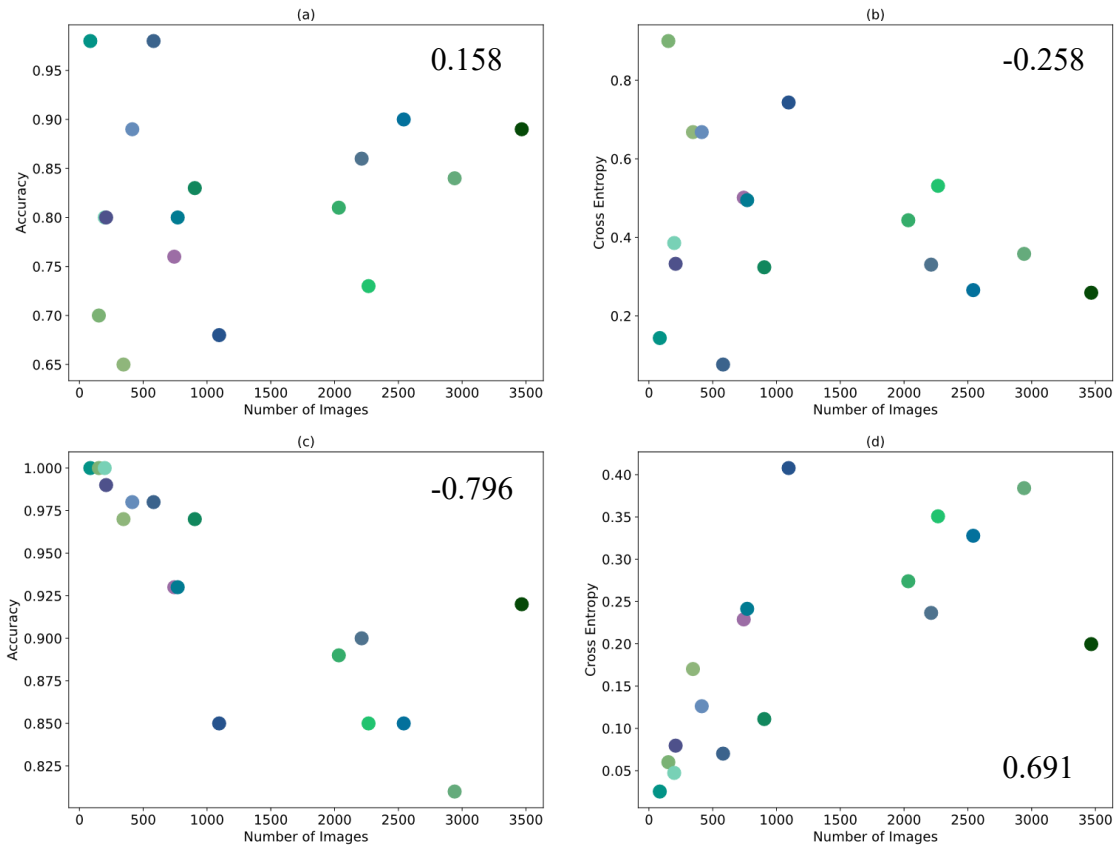 (a)
0.158
0.95
0.90
0.85
0.80
0.75
0.70
0.65
Accuracy
0 500 1000 1500 2000 2500 3000 3500
Number of Images
(b)
-0.258
0.8
0.6
0.4
0.2
Cross Entropy
0 500 1000 1500 2000 2500 3000 3500
Number of Images
(c)
-0.796
1.000
0.975
0.950
0.925
0.900
0.875
0.850
0.825
Accuracy
0 500 1000 1500 2000 2500 3000 3500
Number of Images
(d)
0.40
0.35
0.30
0.25
0.20
0.15
0.10
0.05
Cross Entropy
0.691
0 500 1000 1500 2000 2500 3000 3500
Number of Images